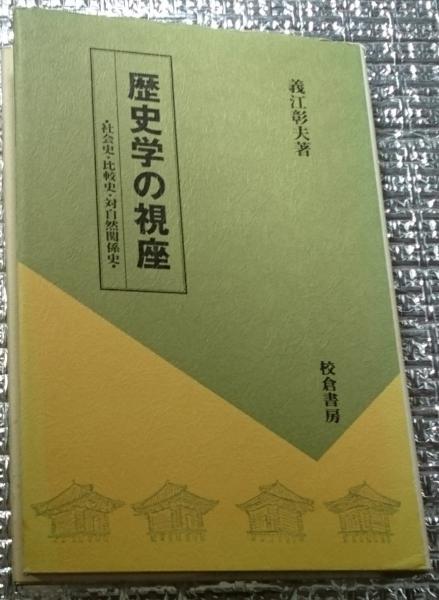 義江彰夫著
歴史学の視座
・社会史・比較史・対自然関係史・
校倉書房